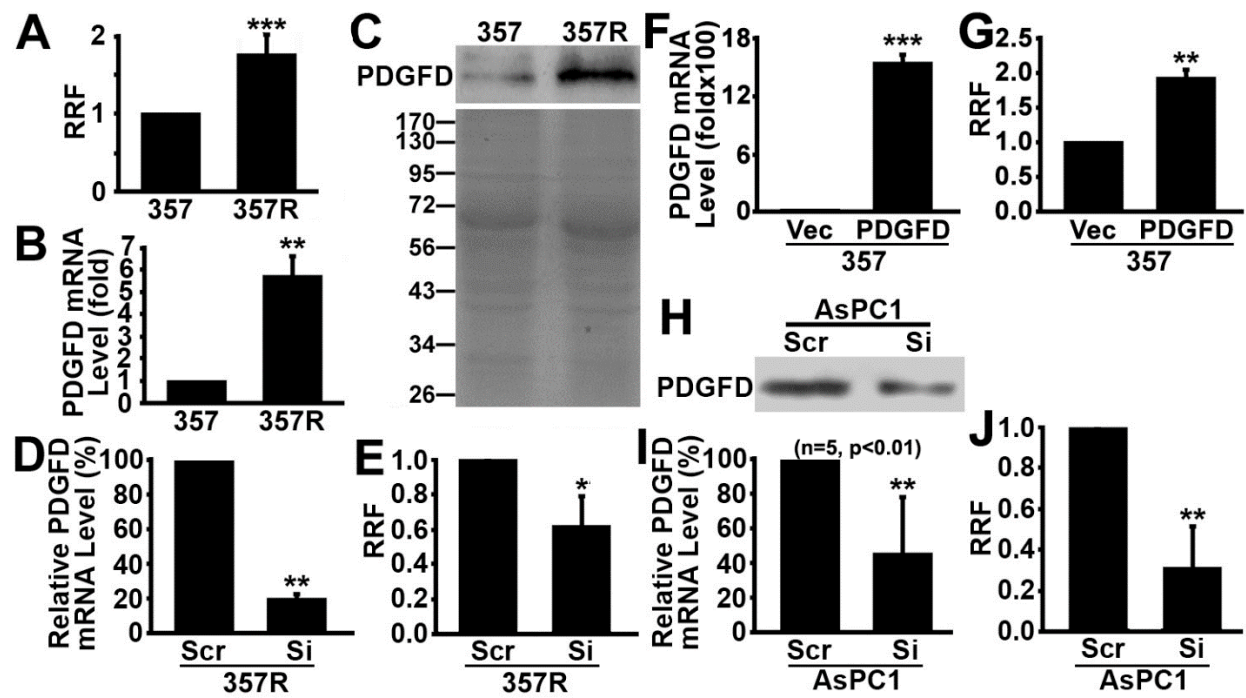 A
RRF
2
1
0
***
357
357R
B
PDGFD mRNA
Level (fold)
7
6
5
4
3
2
1
0
**
357
357R
C
357
357R
PDGFD
170
130
95
72
56
43
34
26
D
Relative PDGFD
mRNA Level (%)
100
80
60
40
20
0
**
Scr
Si
357R
E
RRF
1.0
0.8
0.6
0.4
0.2
0.0
*
Scr
Si
357R
F
PDGFD mRNA
Level (foldx100)
18
15
12
9
6
3
0
***
Vec
PDGFD
357
G
RRF
2.5
2.0
1.5
1.0
0.5
0.0
**
Vec
PDGFD
357
H
AsPC1
Scr
Si
PDGFD
I
Relative PDGFD
mRNA Level (%)
100
80
60
40
20
0
(n=5, p<0.01)
**
Scr
Si
AsPC1
J
RRF
1.0
0.8
0.6
0.4
0.2
0.0
**
Scr
Si
AsPC1